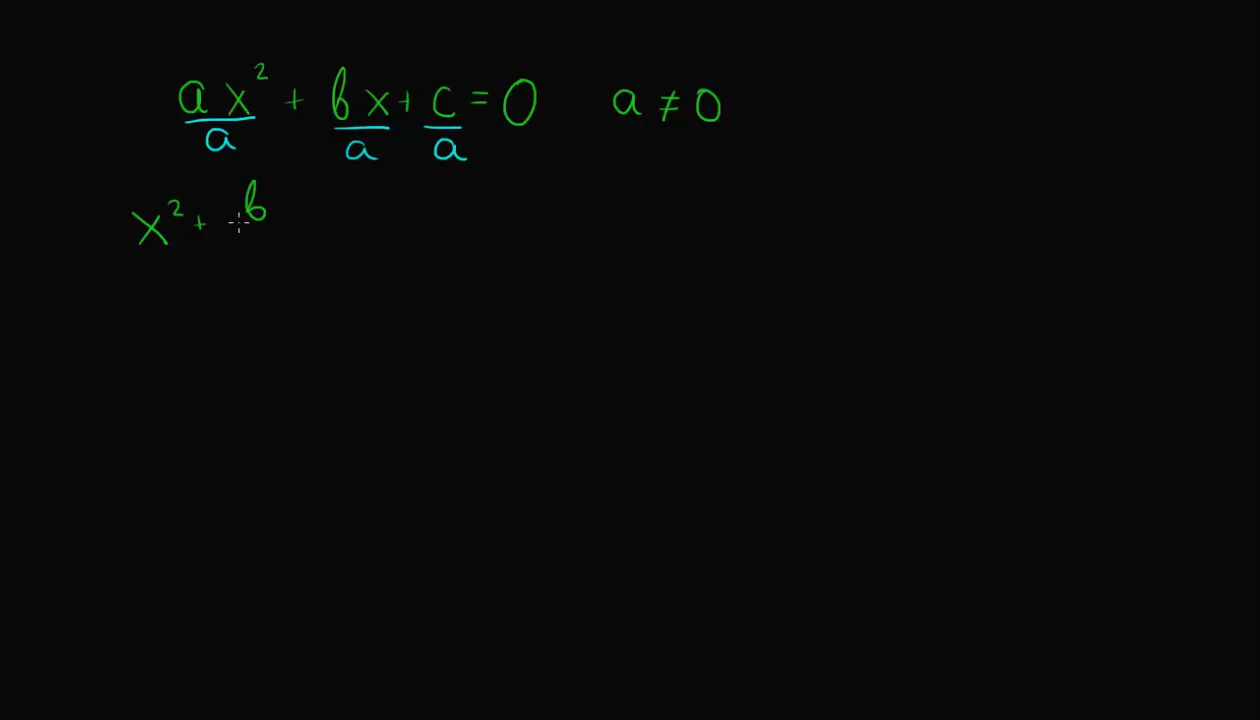 ax² + bx + c = 0    a ≠ 0
a    a    a
x² + b